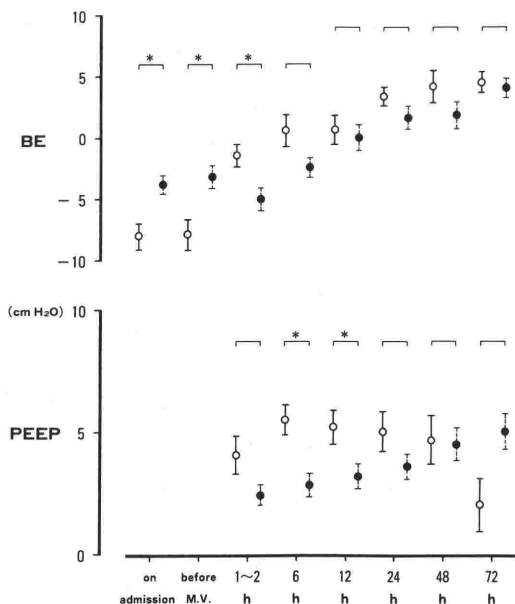 * * *
5
BE
0
– 5
–10
(cm H₂O)
10
* *
PEEP
5
0
on before 1~2 6 12 24 48 72
admission M.V. h h h h h h